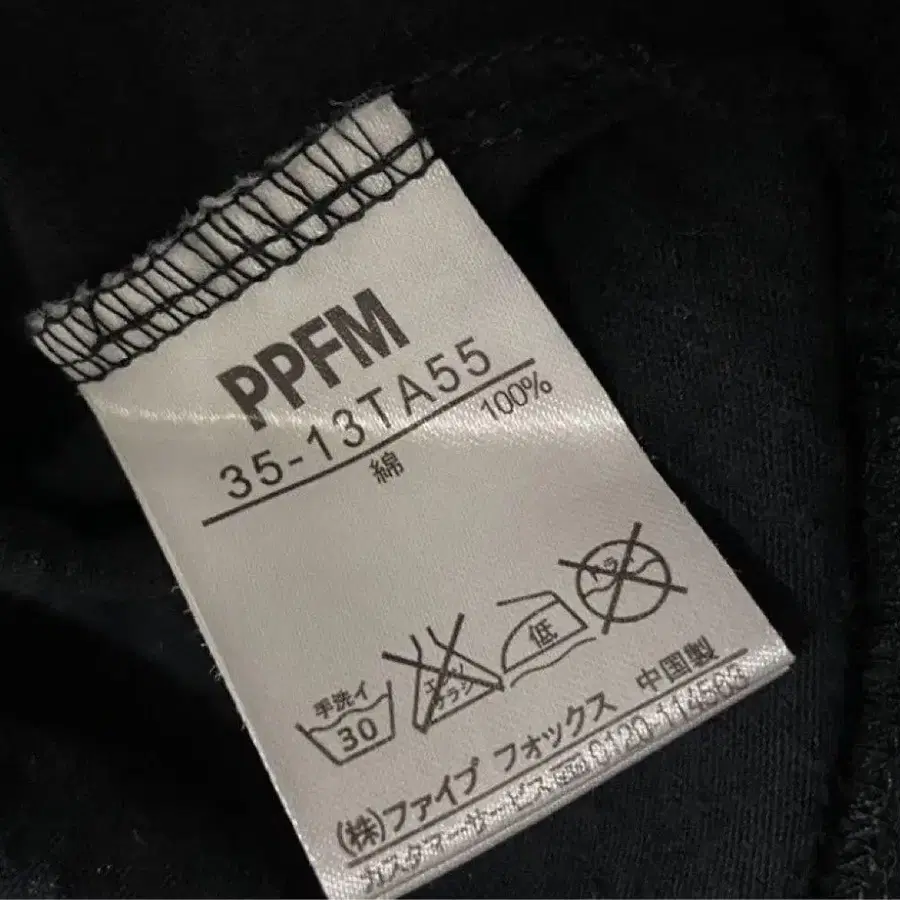 PPFM
35-13TA55
綿 100%
手洗イ
30
エンソ
サラシ
低
ドライ
(株)ファイブ フォックス 中国製
カスタマーサービス 0120-114563